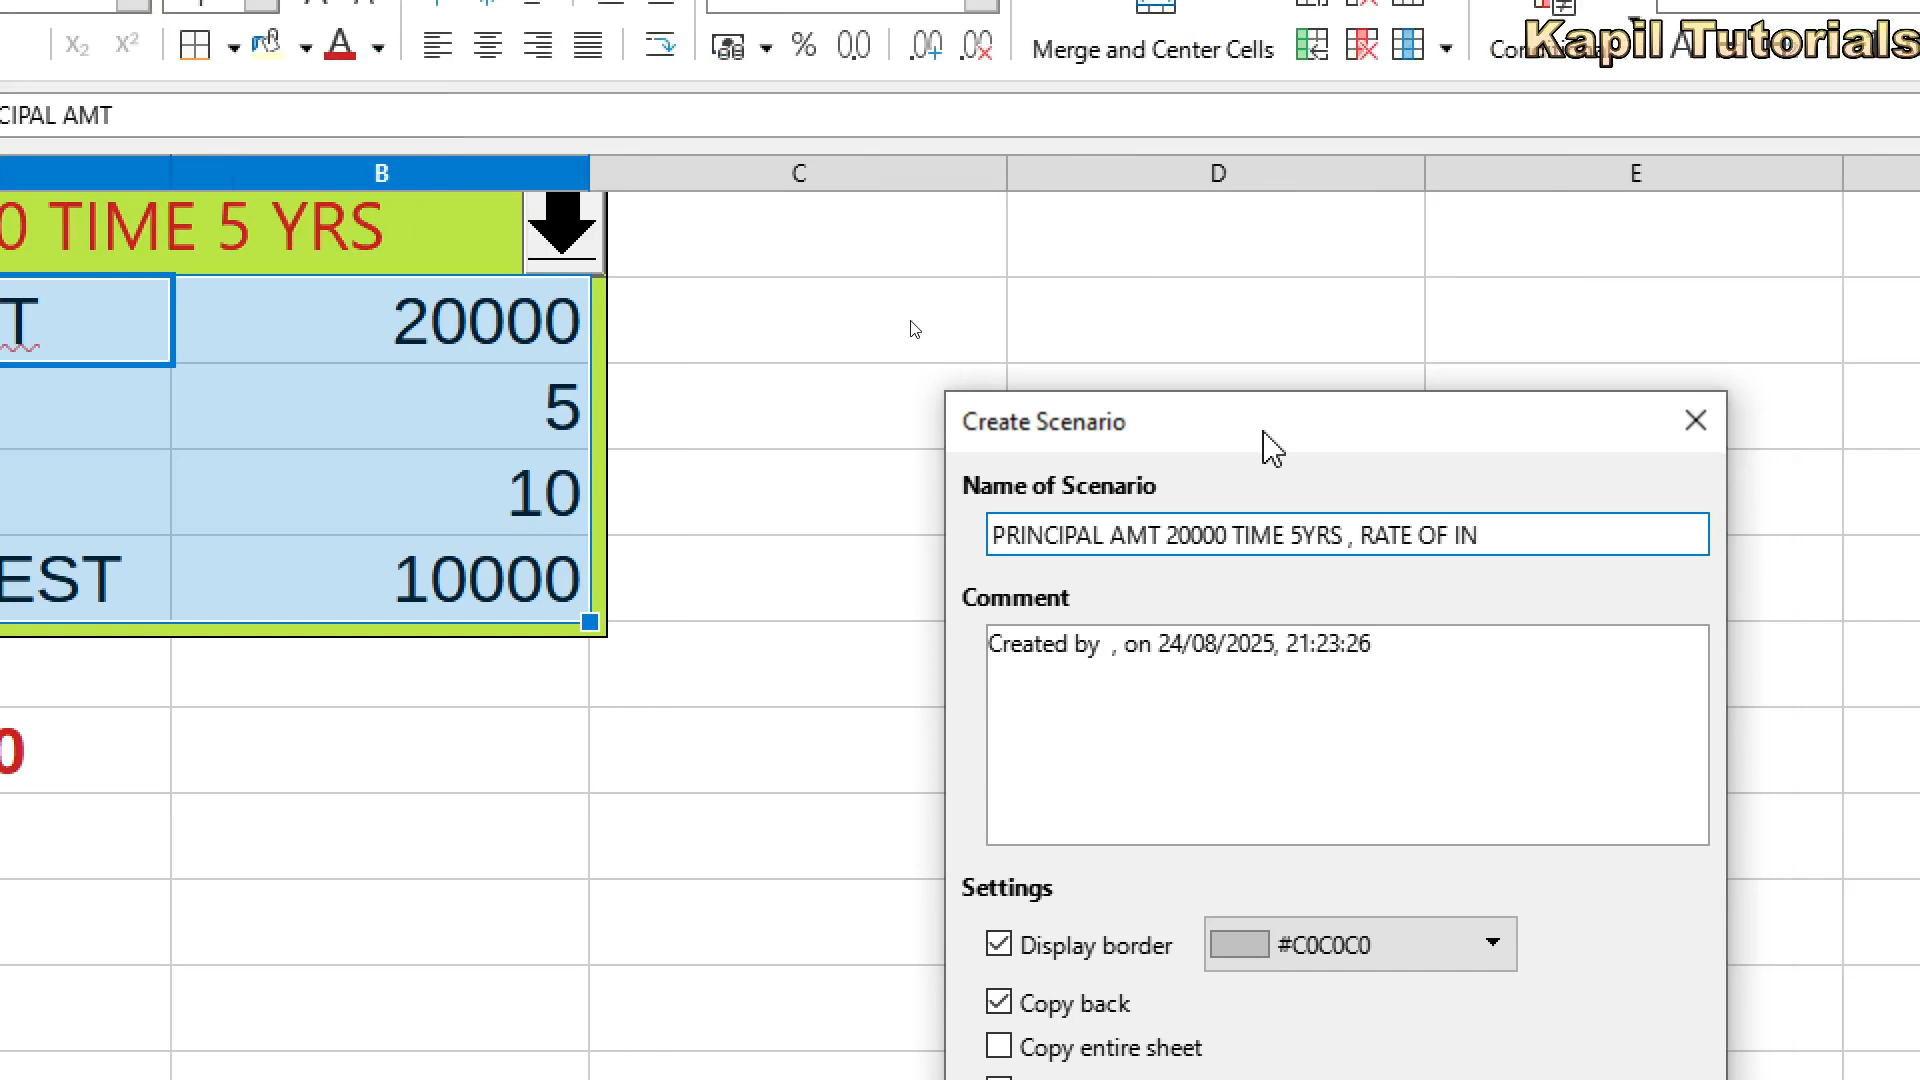 Merge and Center Cells
Kapil Tutorials
CIPAL AMT
B
C
D
E
0 TIME 5 YRS
T
20000
5
10
EST
10000
0
Create Scenario
Name of Scenario
PRINCIPAL AMT 20000 TIME 5YRS , RATE OF IN
Comment
Created by , on 24/08/2025, 21:23:26
Settings
Display border
#C0C0C0
Copy back
Copy entire sheet